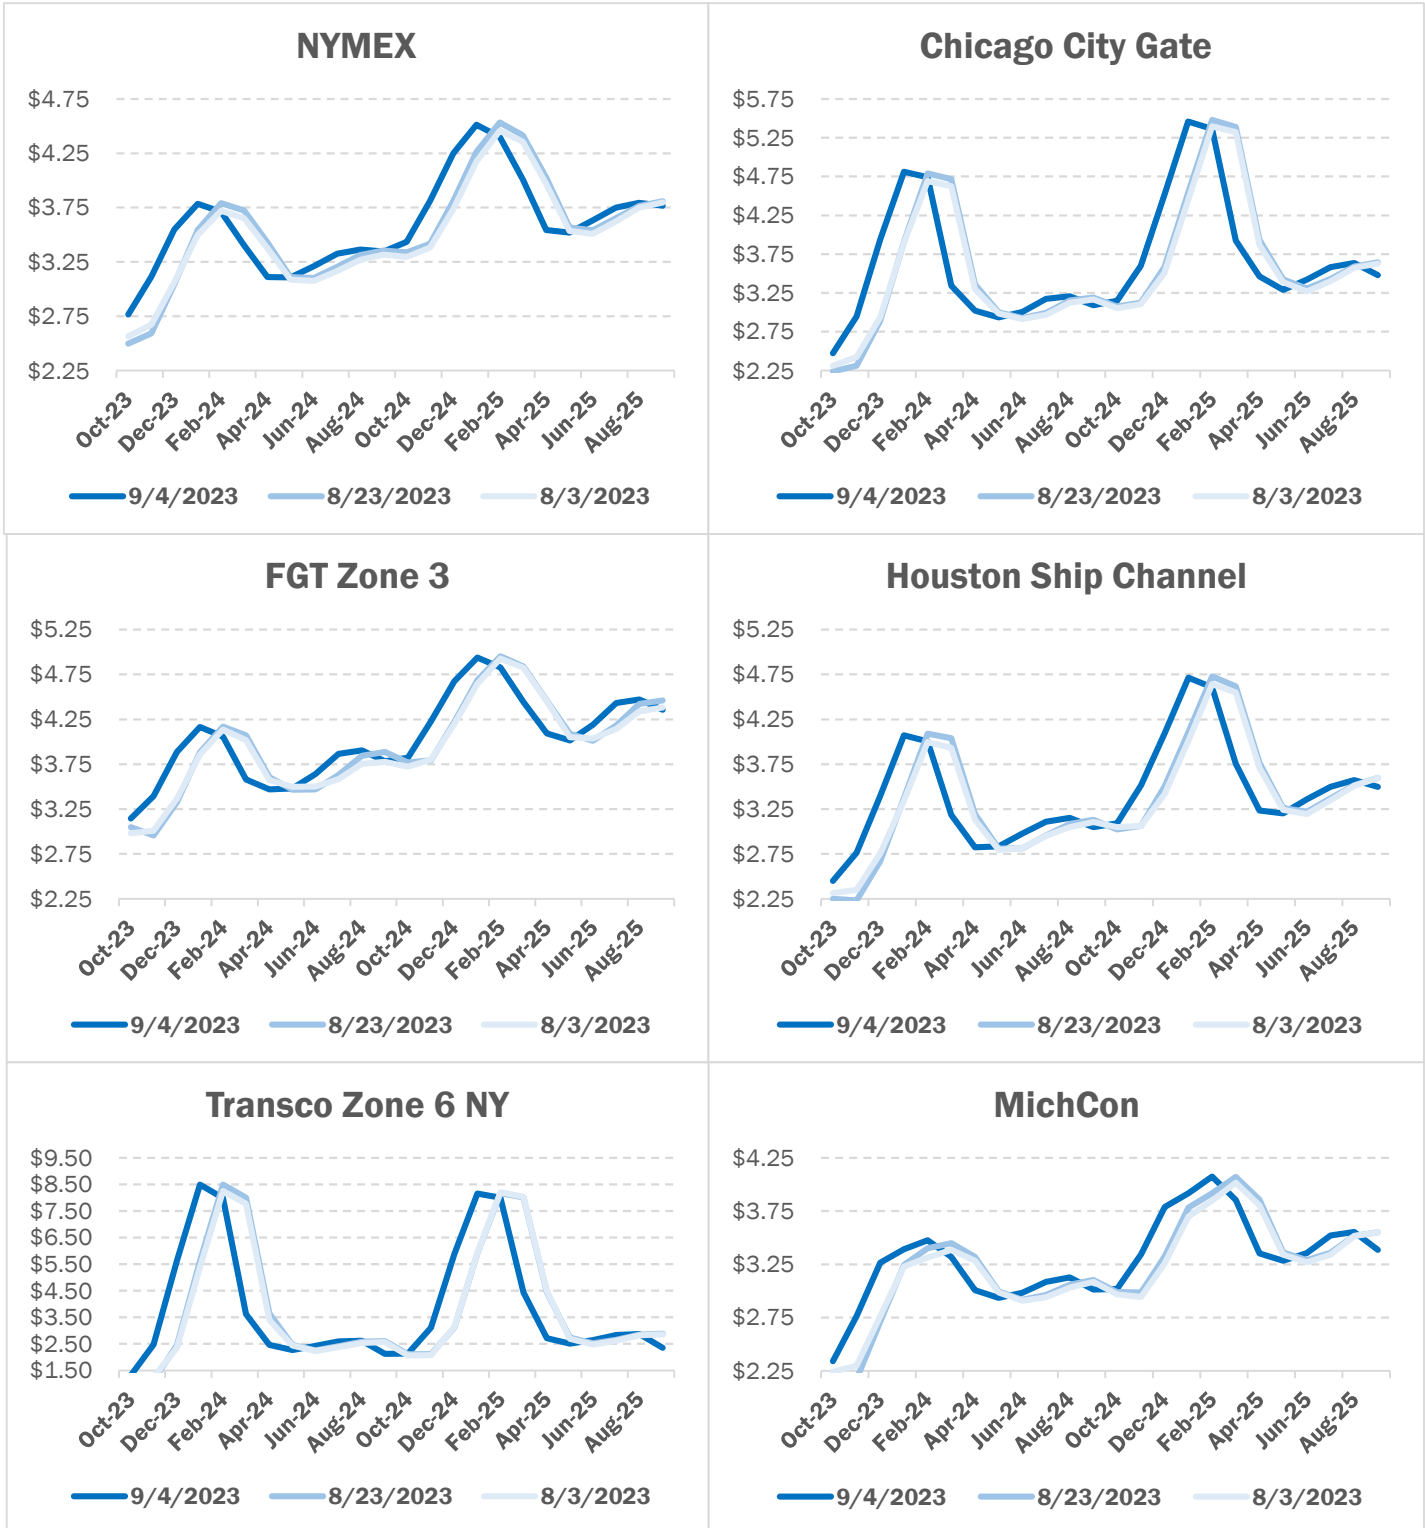 NYMEX
$4.75
$4.25
$3.75
$3.25
$2.75
$2.25
Oct-23 Dec-23 Feb-24 Apr-24 Jun-24 Aug-24 Oct-24 Dec-24 Feb-25 Apr-25 Jun-25 Aug-25
9/4/2023 8/23/2023 8/3/2023
Chicago City Gate
$5.75
$5.25
$4.75
$4.25
$3.75
$3.25
$2.75
$2.25
Oct-23 Dec-23 Feb-24 Apr-24 Jun-24 Aug-24 Oct-24 Dec-24 Feb-25 Apr-25 Jun-25 Aug-25
9/4/2023 8/23/2023 8/3/2023
FGT Zone 3
$5.25
$4.75
$4.25
$3.75
$3.25
$2.75
$2.25
Oct-23 Dec-23 Feb-24 Apr-24 Jun-24 Aug-24 Oct-24 Dec-24 Feb-25 Apr-25 Jun-25 Aug-25
9/4/2023 8/23/2023 8/3/2023
Houston Ship Channel
$5.25
$4.75
$4.25
$3.75
$3.25
$2.75
$2.25
Oct-23 Dec-23 Feb-24 Apr-24 Jun-24 Aug-24 Oct-24 Dec-24 Feb-25 Apr-25 Jun-25 Aug-25
9/4/2023 8/23/2023 8/3/2023
Transco Zone 6 NY
$9.50
$8.50
$7.50
$6.50
$5.50
$4.50
$3.50
$2.50
$1.50
Oct-23 Dec-23 Feb-24 Apr-24 Jun-24 Aug-24 Oct-24 Dec-24 Feb-25 Apr-25 Jun-25 Aug-25
9/4/2023 8/23/2023 8/3/2023
MichCon
$4.25
$3.75
$3.25
$2.75
$2.25
Oct-23 Dec-23 Feb-24 Apr-24 Jun-24 Aug-24 Oct-24 Dec-24 Feb-25 Apr-25 Jun-25 Aug-25
9/4/2023 8/23/2023 8/3/2023